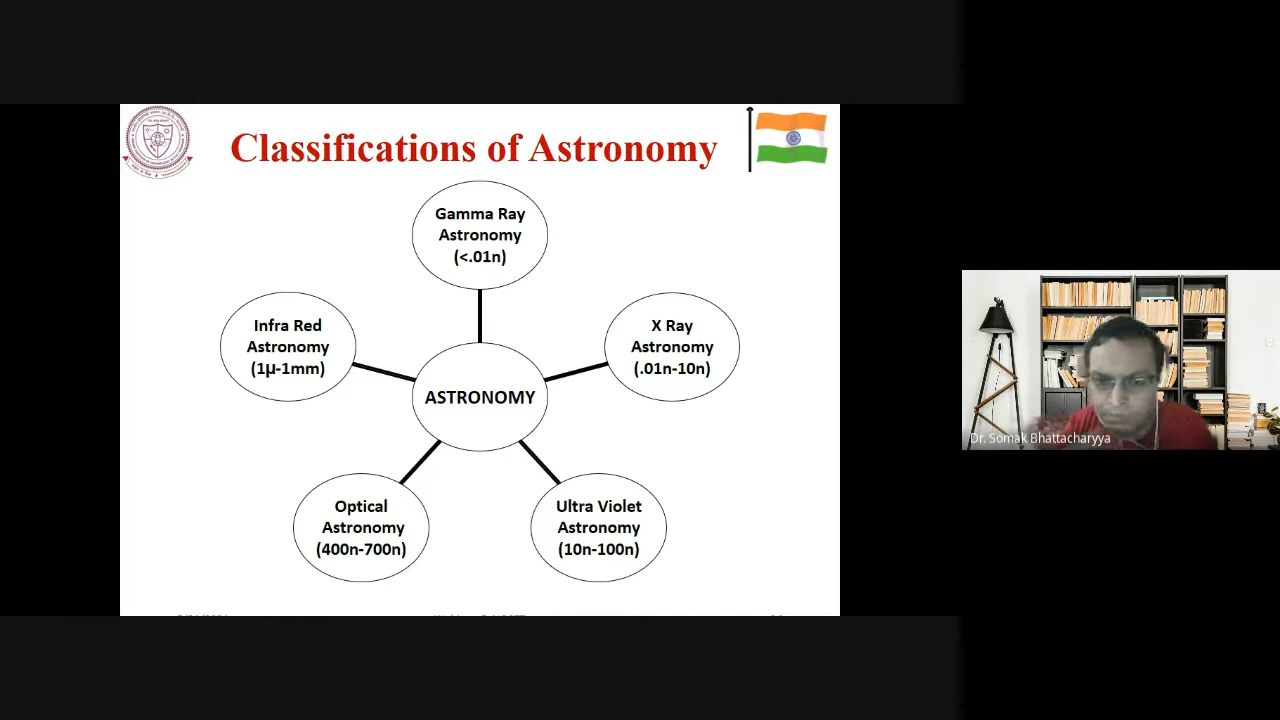 Classifications of Astronomy
Gamma Ray
Astronomy
(<.01n)
Infra Red
Astronomy
(1µ-1mm)
X Ray
Astronomy
(.01n-10n)
ASTRONOMY
Optical
Astronomy
(400n-700n)
Ultra Violet
Astronomy
(10n-100n)
Dr. Somak Bhattacharyya